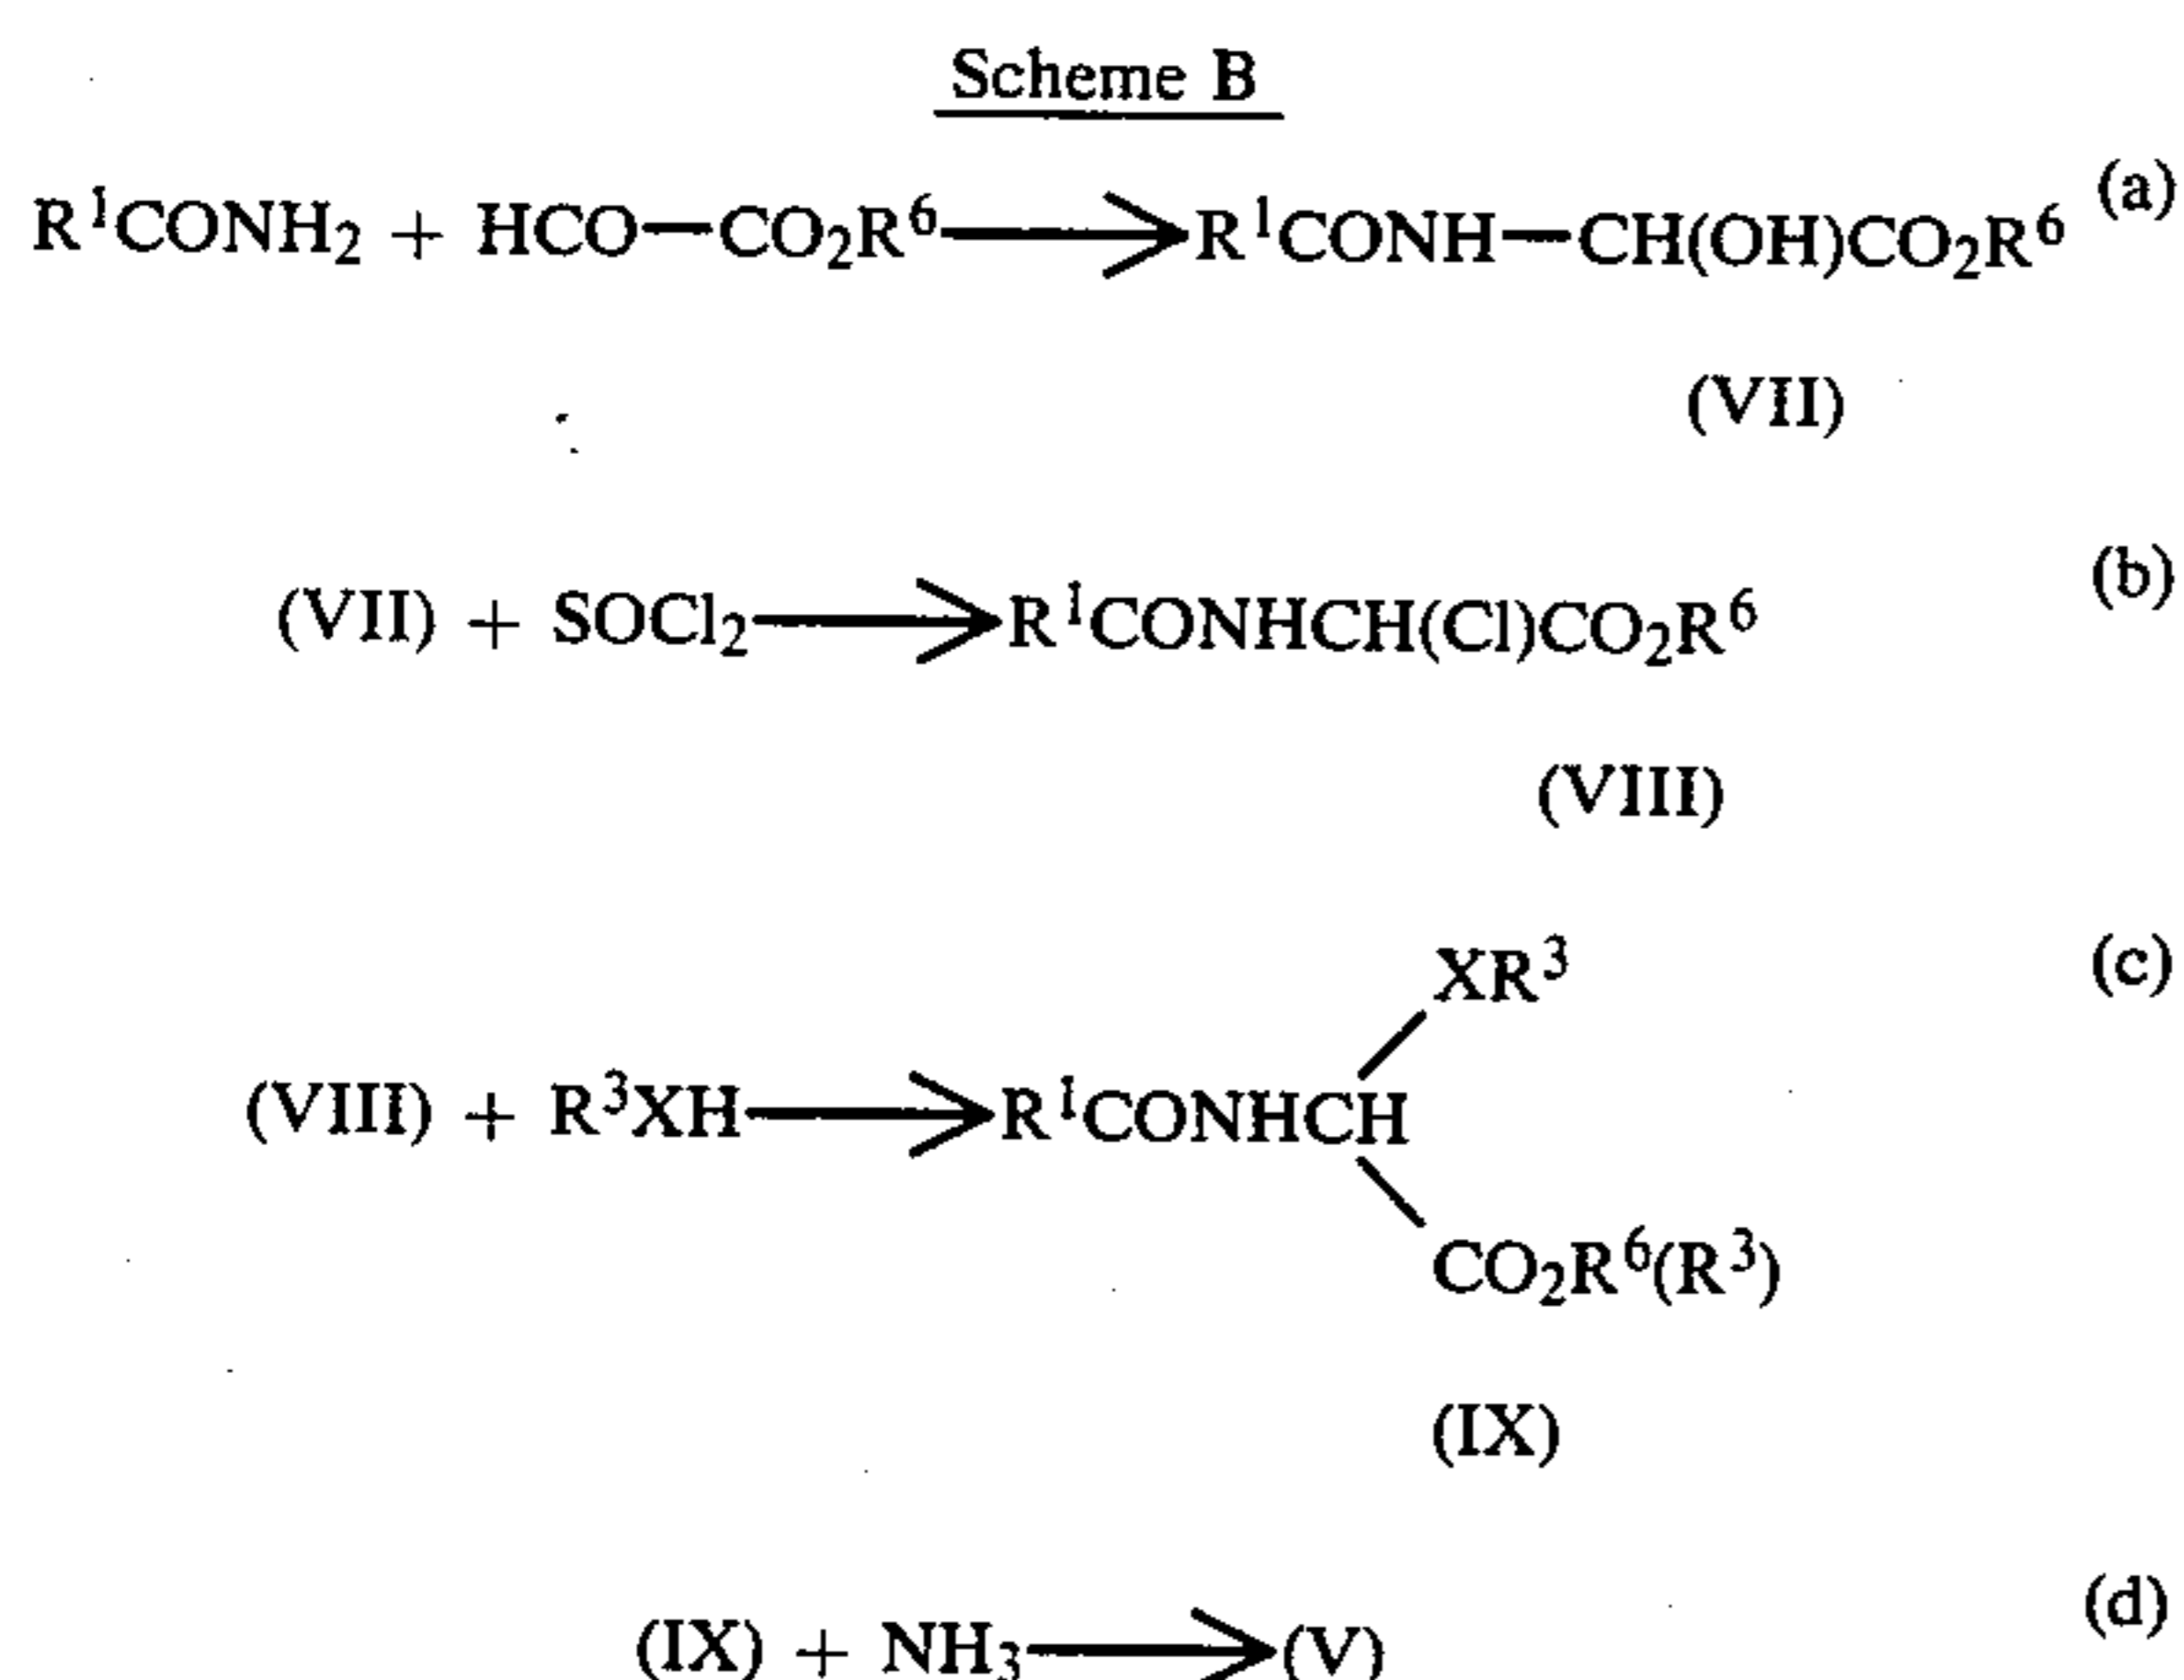 Scheme B
R¹CONH₂ + HCO—CO₂R⁶ ⟶ R¹CONH—CH(OH)CO₂R⁶ (a)
(VII)
(VII) + SOCl₂ ⟶ R¹CONHCH(Cl)CO₂R⁶ (b)
(VIII)
XR³ (c)
(VIII) + R³XH ⟶ R¹CONHCH
CO₂R⁶(R³)
(IX)
(d)
(IX) + NH₃ ⟶ (V)